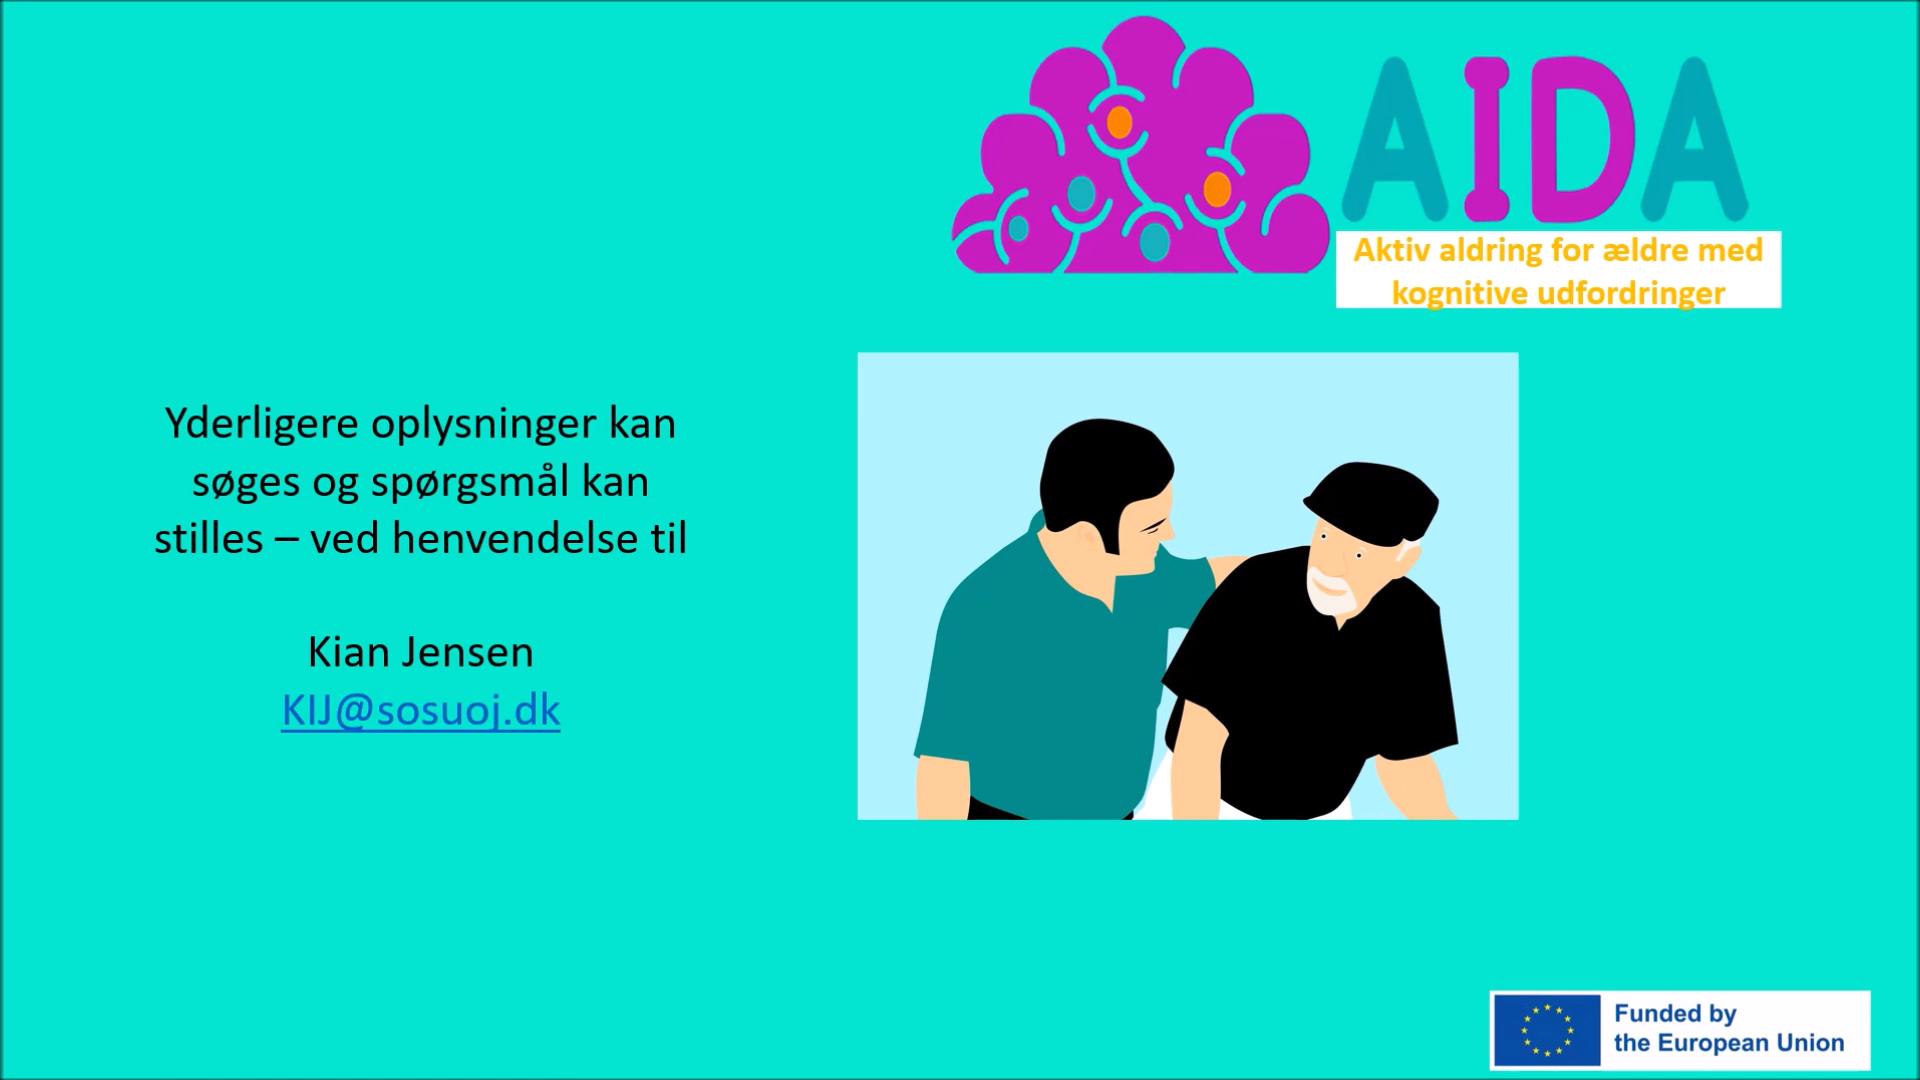 AIDA
Aktiv aldring for ældre med
kognitive udfordringer
Yderligere oplysninger kan
søges og spørgsmål kan
stilles – ved henvendelse til
Kian Jensen
KIJ@sosuoj.dk
Funded by
the European Union